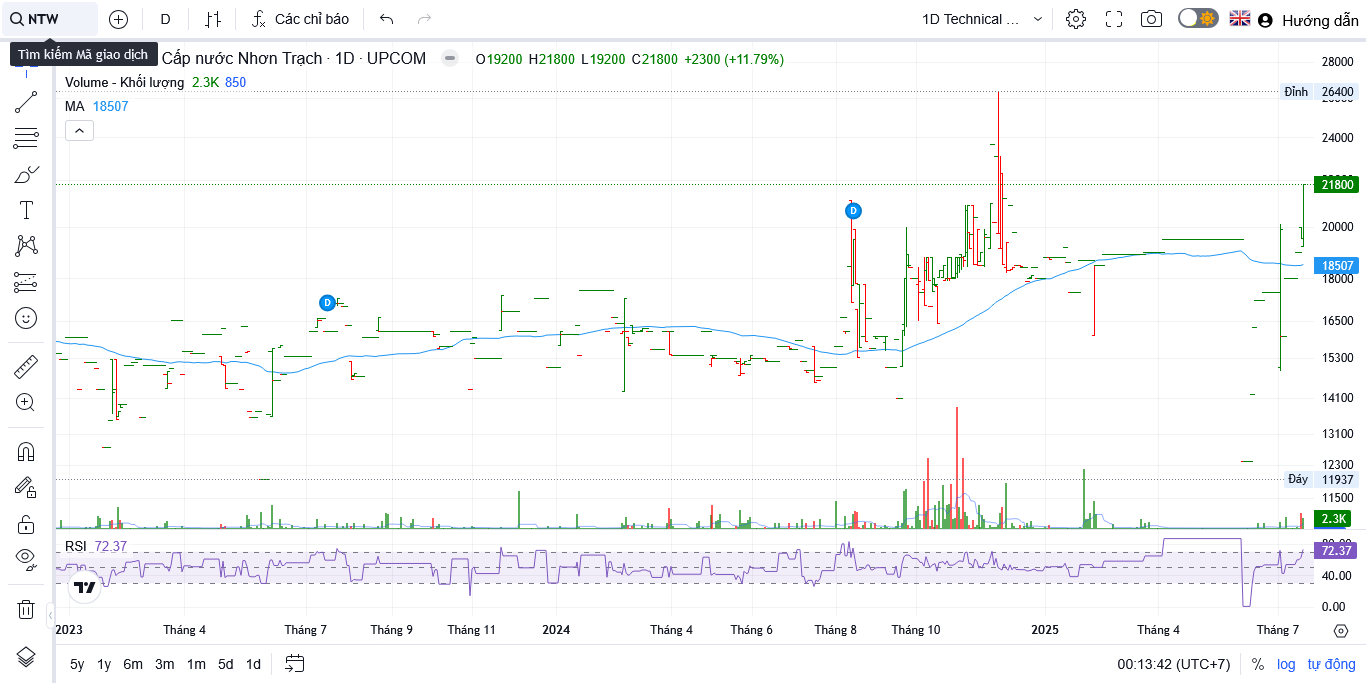 NTW
D
Các chỉ báo
1D Technical ...
Hướng dẫn
Tìm kiếm Mã giao dịch
Cấp nước Nhơn Trạch · 1D · UPCOM
O19200 H21800 L19200 C21800 +2300 (+11.79%)
Volume - Khối lượng 2.3K 850
MA 18507
28000
Đỉnh 26400
24000
21800
20000
18507
18000
16500
15300
14100
13100
12300
Đáy 11937
11500
2.3K
D
D
RSI 72.37
72.37
40.00
0.00
2023 Tháng 4 Tháng 7 Tháng 9 Tháng 11 2024 Tháng 4 Tháng 6 Tháng 8 Tháng 10 2025 Tháng 4 Tháng 7
5y 1y 6m 3m 1m 5d 1d
00:13:42 (UTC+7) % log tự động